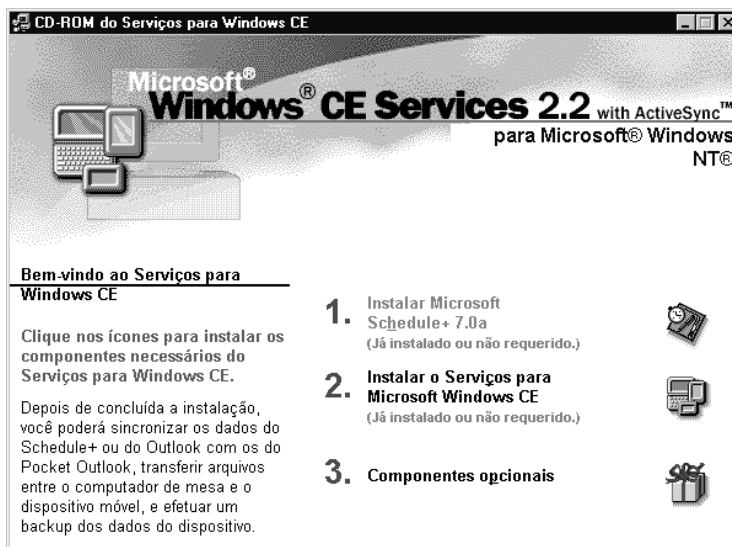 CD-ROM do Serviços para Windows CE
Microsoft®
Windows® CE Services 2.2 with ActiveSync™
para Microsoft® Windows
NT®
Bem-vindo ao Serviços para
Windows CE
Clique nos ícones para instalar os
componentes necessários do
Serviços para Windows CE.
Depois de concluída a instalação,
você poderá sincronizar os dados do
Schedule+ ou do Outlook com os do
Pocket Outlook, transferir arquivos
entre o computador de mesa e o
dispositivo móvel, e efetuar um
backup dos dados do dispositivo.
1. Instalar Microsoft
Schedule+ 7.0a
(Já instalado ou não requerido.)
2. Instalar o Serviços para
Microsoft Windows CE
(Já instalado ou não requerido.)
3. Componentes opcionais